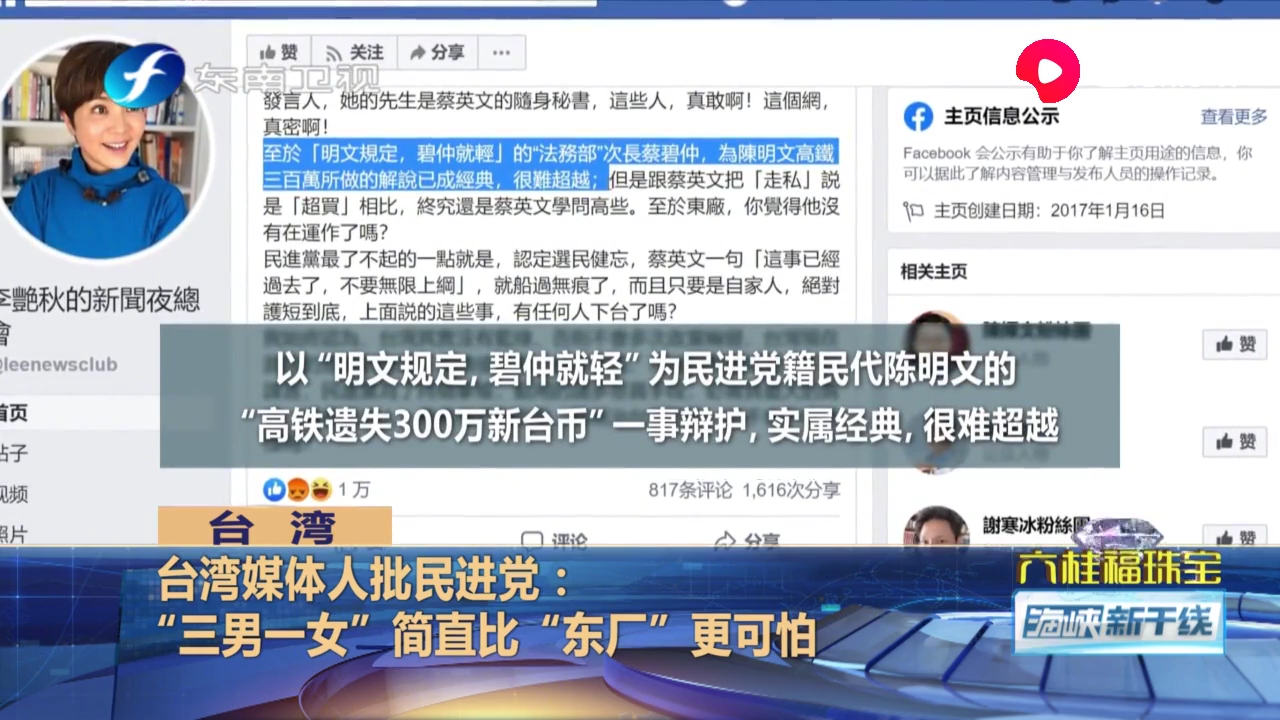 赞
关注
分享
东南卫视
發言人，她的先生是蔡英文的隨身秘書，這些人，真敢啊！這個網，
真密啊！
至於「明文規定，碧仲就輕」的“法務部”次長蔡碧仲，為陳明文高鐵
三百萬所做的解說已成經典，很難超越；但是跟蔡英文把「走私」説
是「超買」相比，終究還是蔡英文學問高些。至於東廠，你覺得他沒
有在運作了嗎？
民進黨最了不起的一點就是，認定選民健忘，蔡英文一句「這事已經
過去了，不要無限上綱」，就船過無痕了，而且只要是自家人，絕對
護短到底，上面説的這些事，有任何人下台了嗎？
主页信息公示
查看更多
Facebook 会公示有助于你了解主页用途的信息，你
可以据此了解内容管理与发布人员的操作记录。
主页创建日期：2017年1月16日
相关主页
赞
赞
謝寒冰粉絲團
赞
李艷秋的新聞夜總
會
@leenewsclub
首页
帖子
视频
照片
以“明文规定, 碧仲就轻”为民进党籍民代陈明文的
“高铁遗失300万新台币”一事辩护, 实属经典, 很难超越
1 万
817条评论 1,616次分享
评论
分享
台 湾
台湾媒体人批民进党：
“三男一女”简直比“东厂”更可怕
六桂福珠宝
海峡新干线